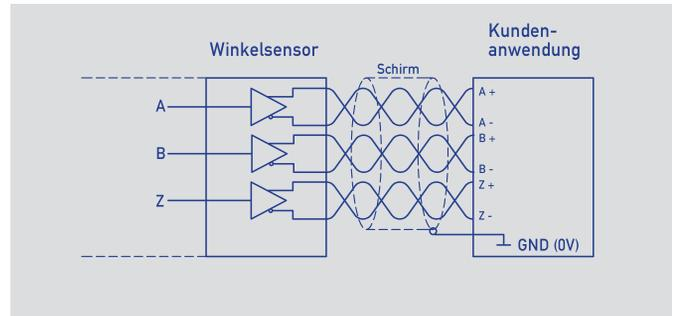 Kunden-
anwendung
Winkelsensor
Schirm
A
A +
A -
B
B +
B -
Z
Z +
Z -
GND (0V)